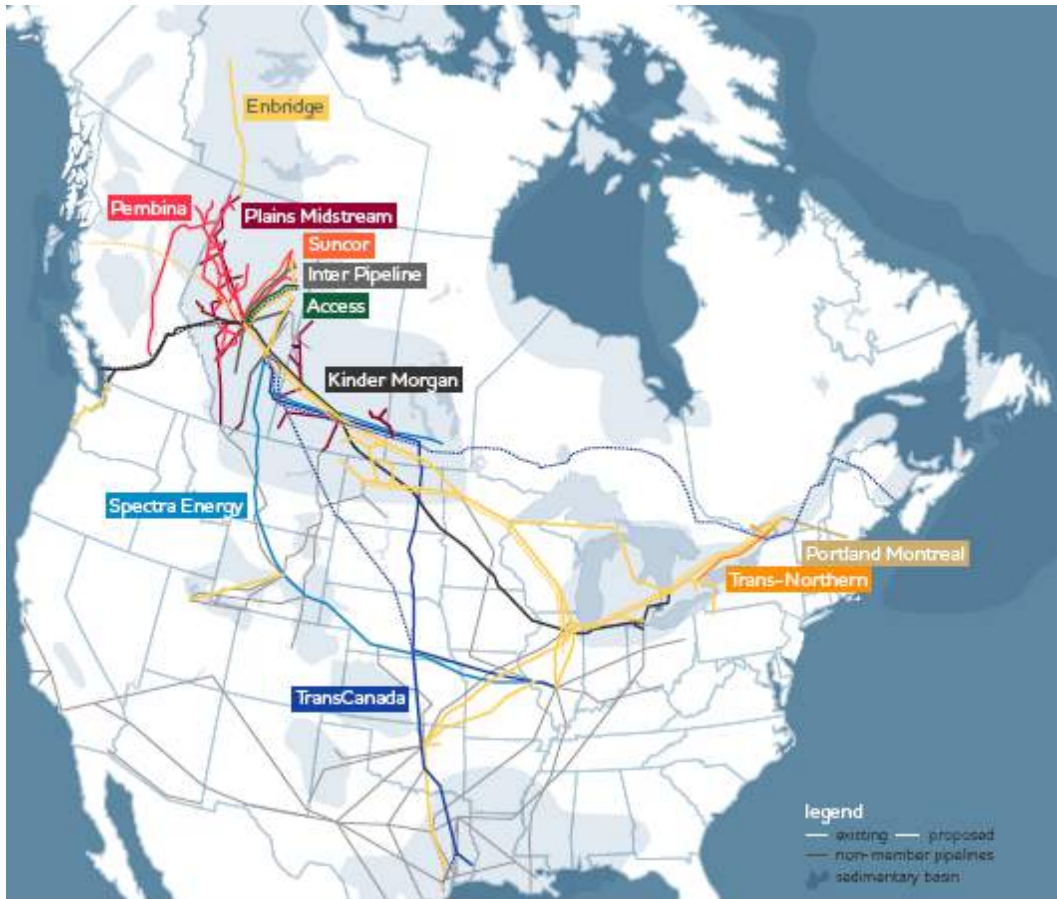 Enbridge
Pembina
Plains Midstream
Suncor
Inter Pipeline
Access
Kinder Morgan
Spectra Energy
Portland Montreal
Trans-Northern
TransCanada
legend
existing proposed
non-member pipelines
sedimentary basin